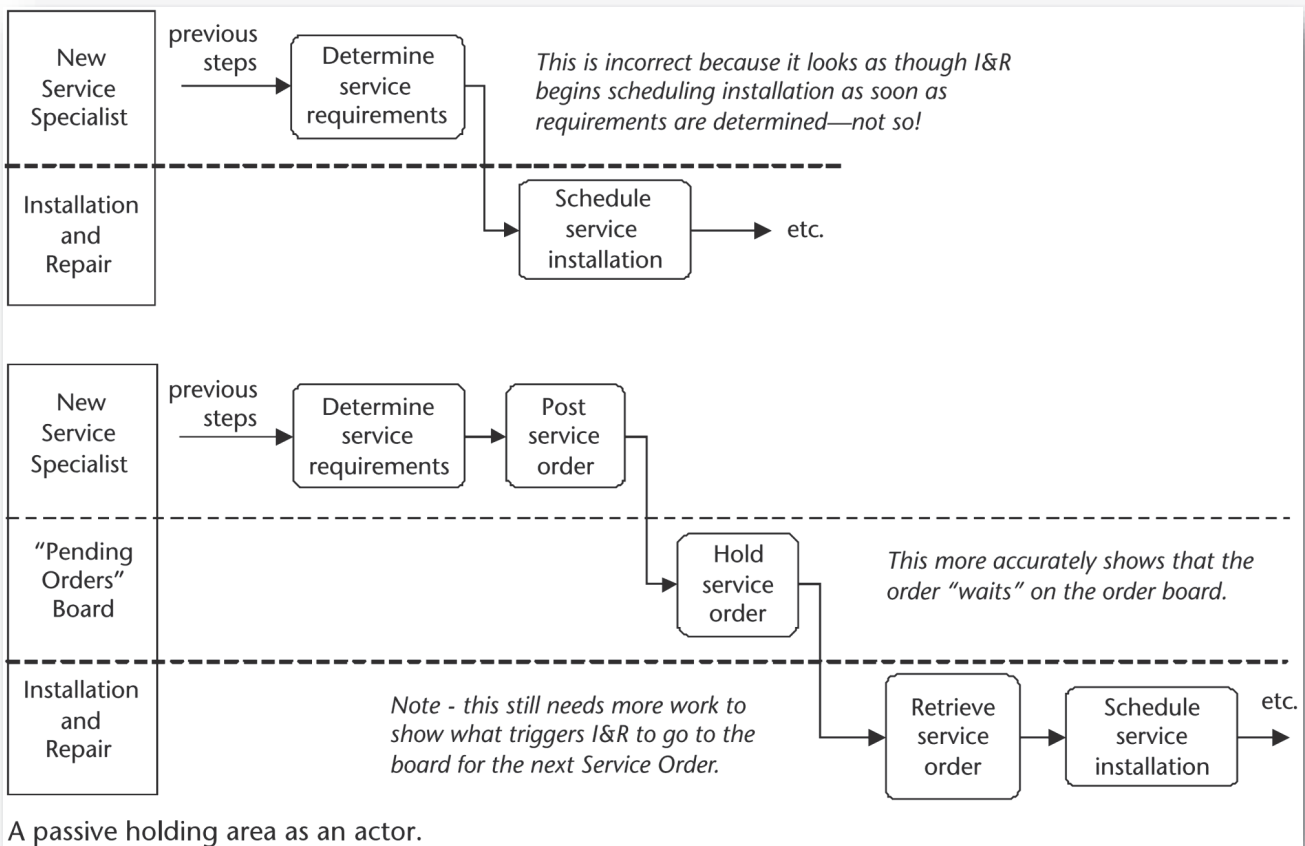 New
Service
Specialist
previous
steps
Determine
service
requirements
This is incorrect because it looks as though I&R
begins scheduling installation as soon as
requirements are determined—not so!
Installation
and
Repair
Schedule
service
installation
etc.
New
Service
Specialist
previous
steps
Determine
service
requirements
Post
service
order
"Pending
Orders"
Board
Hold
service
order
This more accurately shows that the
order "waits" on the order board.
Installation
and
Repair
Note - this still needs more work to
show what triggers I&R to go to the
board for the next Service Order.
Retrieve
service
order
Schedule
service
installation
etc.
A passive holding area as an actor.